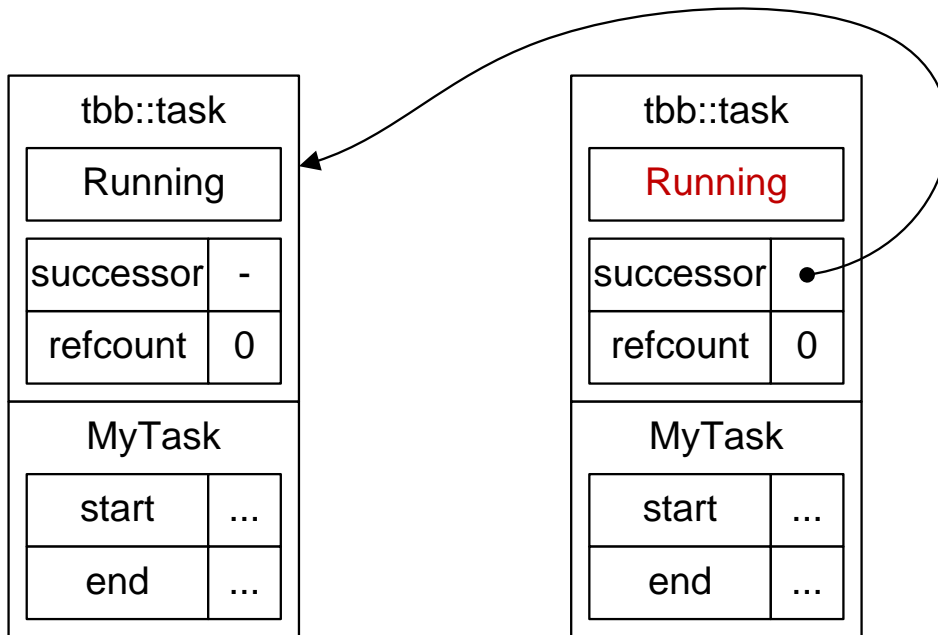 tbb::task
Running
successor -
refcount 0
MyTask
start ...
end ...
tbb::task
Running
successor
refcount 0
MyTask
start ...
end ...